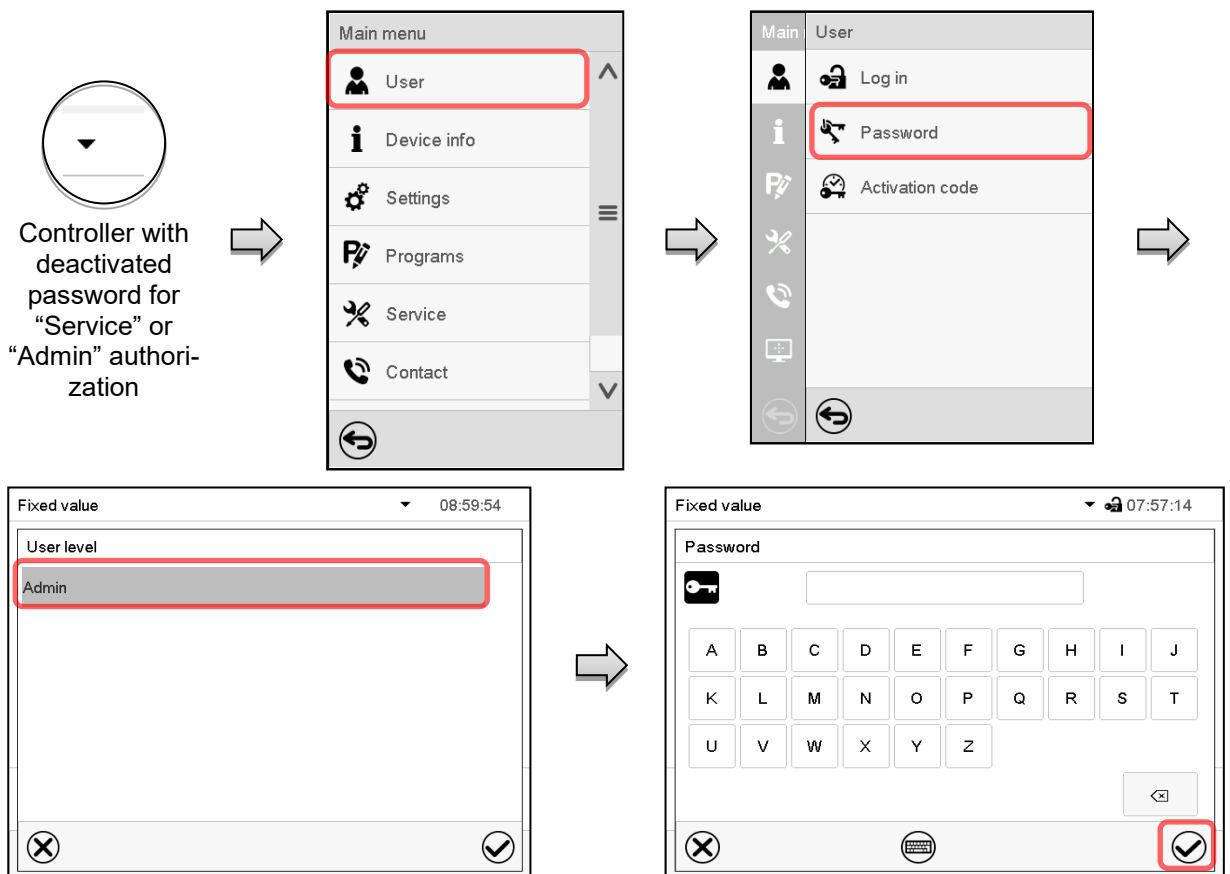 Controller with
deactivated
password for
“Service” or
“Admin” authori-
zation
Main menu
User
Device info
Settings
Programs
Service
Contact
Main
User
Log in
Password
Activation code
Fixed value 08:59:54
User level
Admin
Fixed value 07:57:14
Password
A B C D E F G H I J
K L M N O P Q R S T
U V W X Y Z